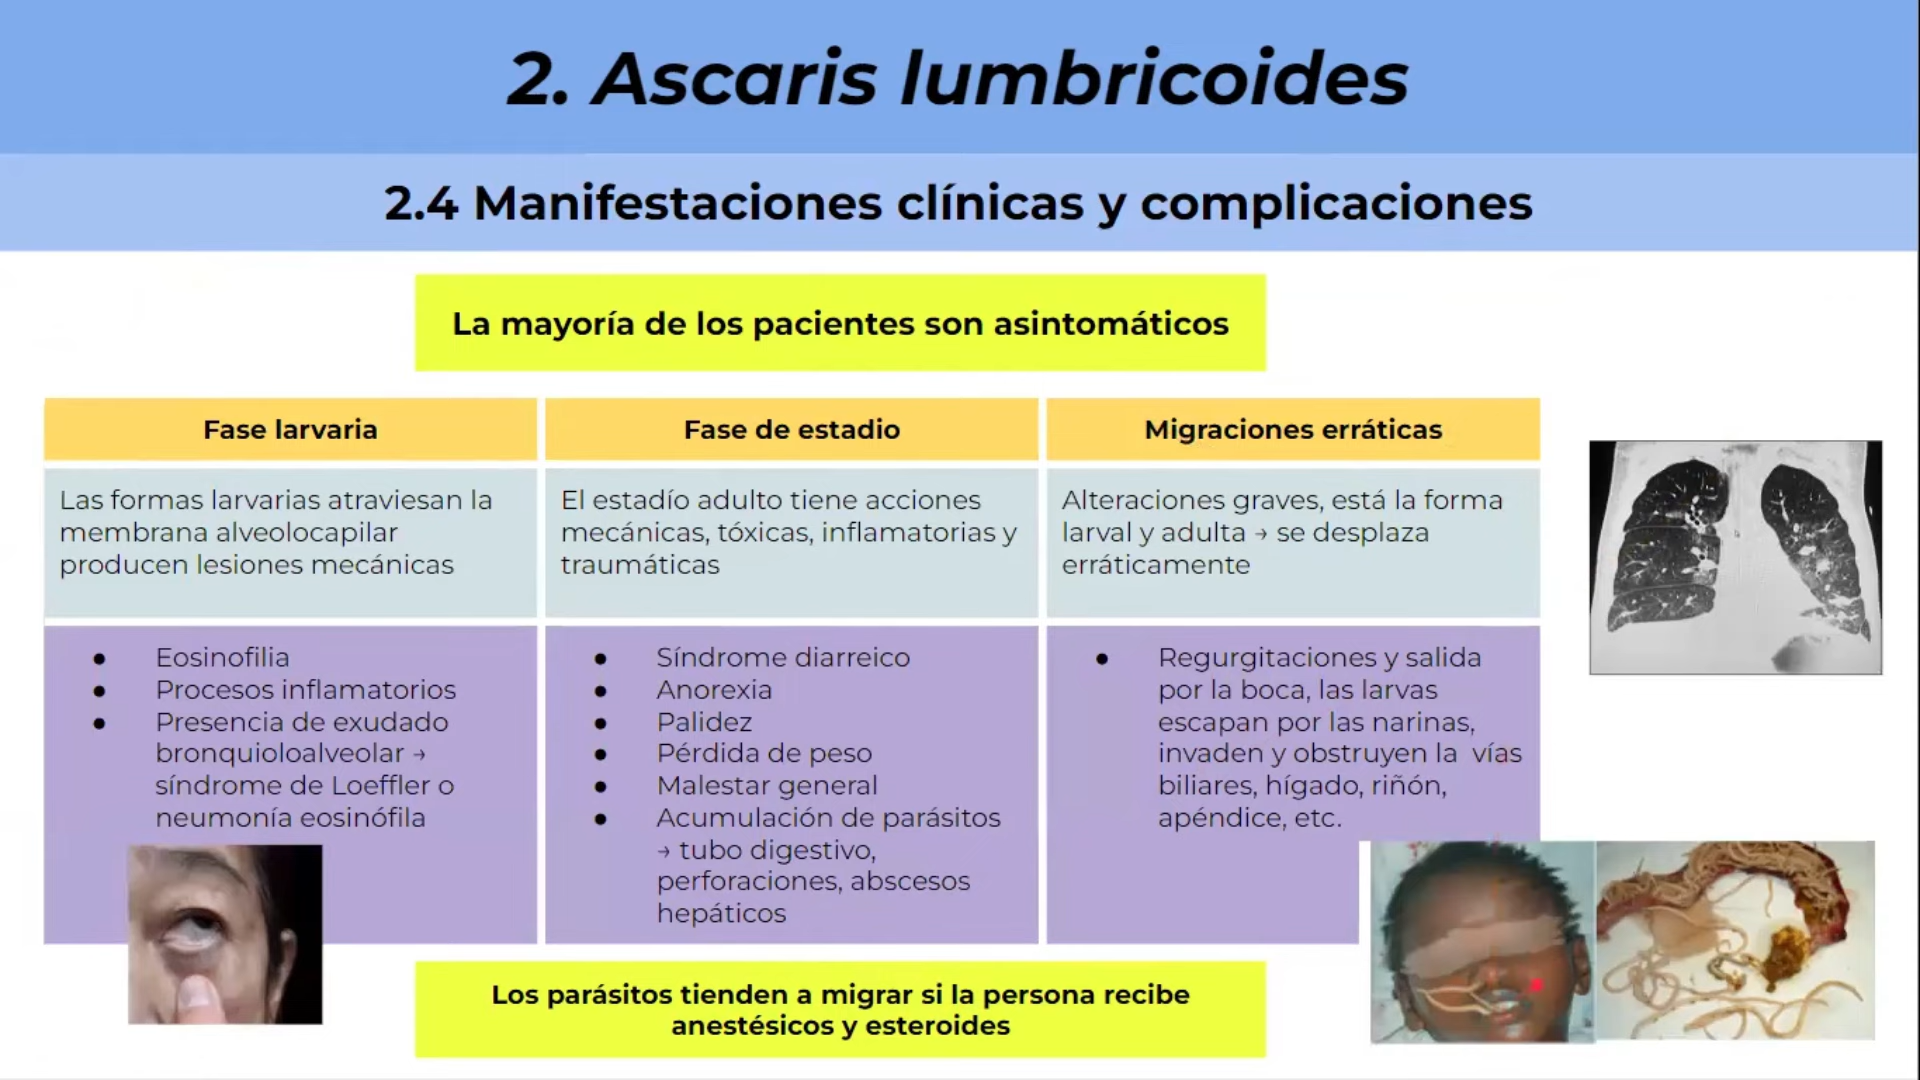 2. Ascaris lumbricoides
2.4 Manifestaciones clínicas y complicaciones
La mayoría de los pacientes son asintomáticos
Fase larvaria
Las formas larvarias atraviesan la
membrana alveolocapilar
producen lesiones mecánicas
● Eosinofilia
● Procesos inflamatorios
● Presencia de exudado
bronquioloalveolar →
síndrome de Loeffler o
neumonía eosinófila
Fase de estadio
El estadío adulto tiene acciones
mecánicas, tóxicas, inflamatorias y
traumáticas
● Síndrome diarreico
● Anorexia
● Palidez
● Pérdida de peso
● Malestar general
● Acumulación de parásitos
→ tubo digestivo,
perforaciones, abscesos
hepáticos
Migraciones erráticas
Alteraciones graves, está la forma
larval y adulta → se desplaza
erráticamente
● Regurgitaciones y salida
por la boca, las larvas
escapan por las narinas,
invaden y obstruyen la vías
biliares, hígado, riñón,
apéndice, etc.
Los parásitos tienden a migrar si la persona recibe
anestésicos y esteroides